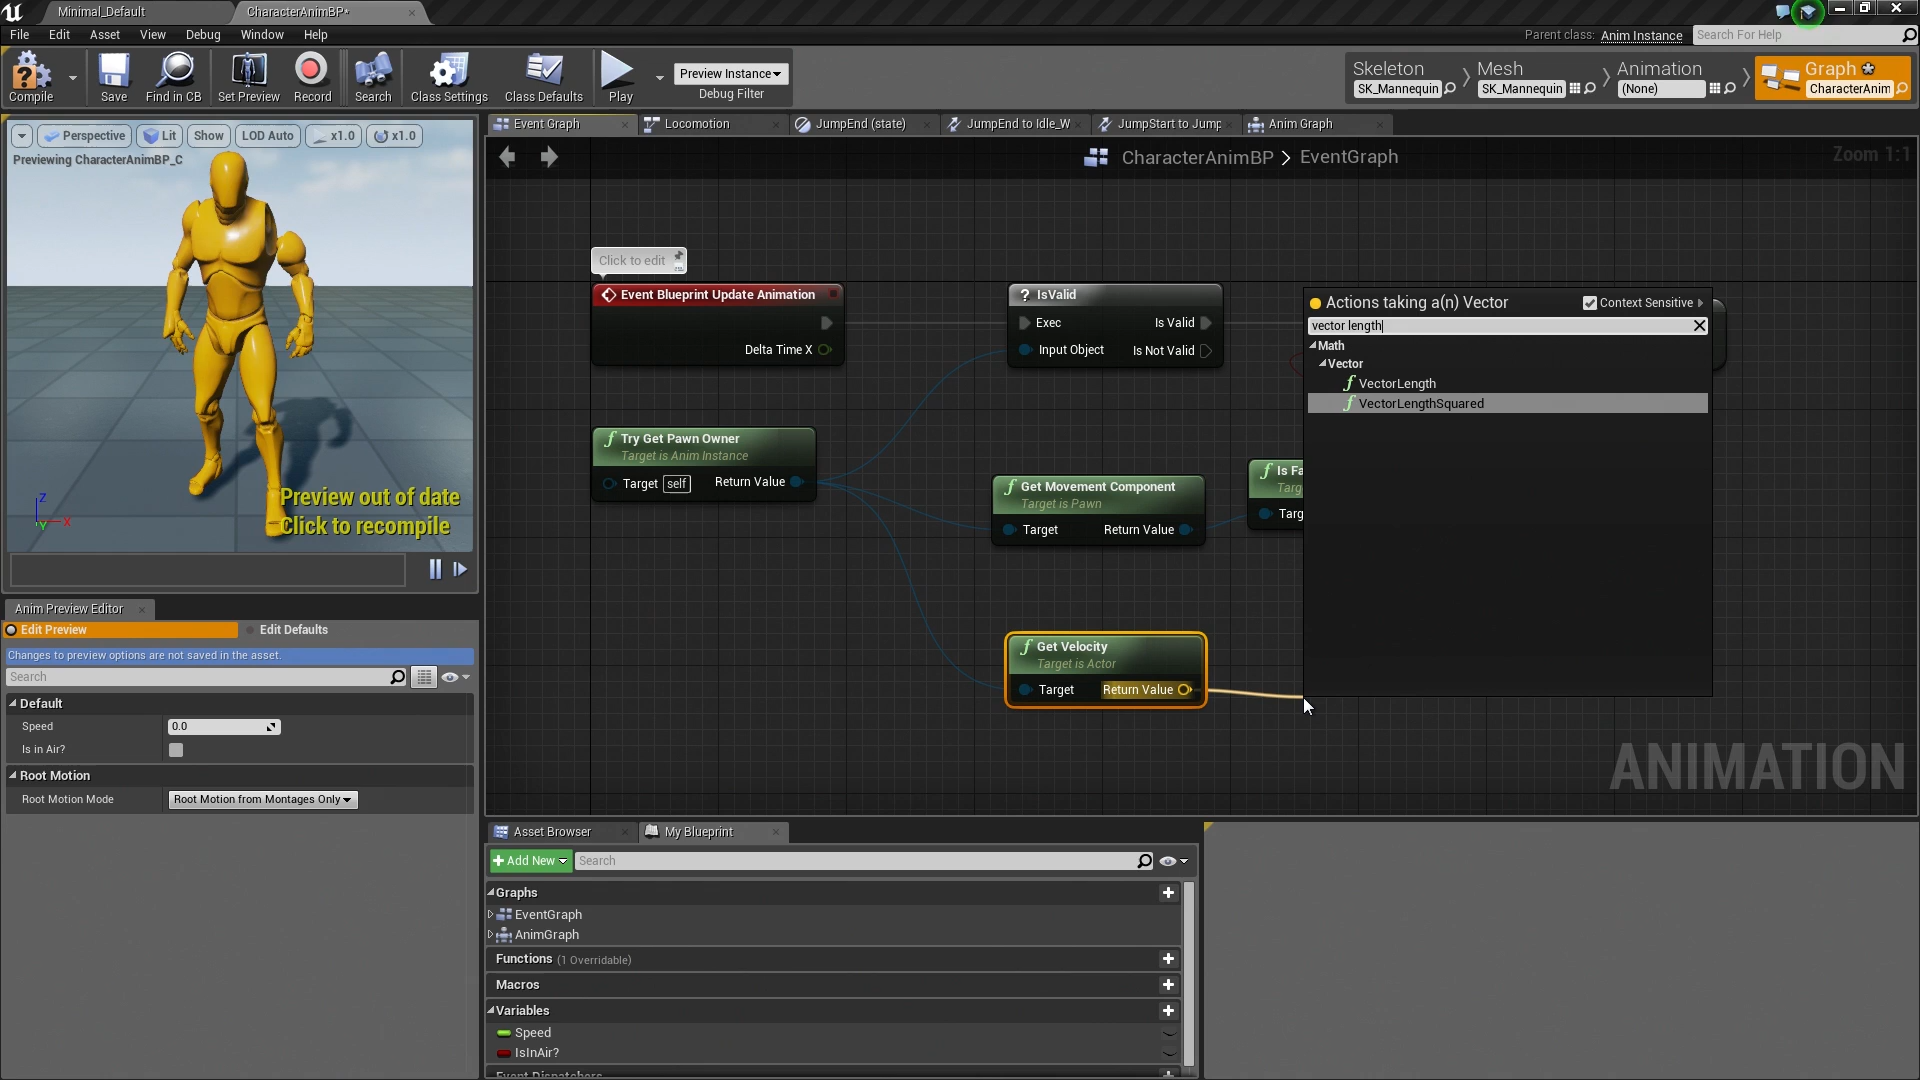 Minimal_Default
CharacterAnimBP*
File Edit Asset View Debug Window Help
Parent class: Anim Instance
Search For Help
Compile
Save
Find in CB
Set Preview
Record
Search
Class Settings
Class Defaults
Play
Preview Instance
Debug Filter
Skeleton
SK_Mannequin
Mesh
SK_Mannequin
Animation
(None)
Graph
CharacterAnim
Perspective
Lit
Show
LOD Auto
x1.0
x1.0
Previewing CharacterAnimBP_C
Z
X
Y
Preview out of date
Click to recompile
Event Graph
Locomotion
JumpEnd (state)
JumpEnd to Idle_W
JumpStart to Jump
Anim Graph
CharacterAnimBP > EventGraph
Zoom 1:1
Click to edit
Event Blueprint Update Animation
Delta Time X
? IsValid
Exec
Is Valid
Input Object
Is Not Valid
Try Get Pawn Owner
Target is Anim Instance
Target self
Return Value
Get Movement Component
Target is Pawn
Target
Return Value
Is Fa
Targ
Targ
Get Velocity
Target is Actor
Target
Return Value
Actions taking a(n) Vector
Context Sensitive
vector length
Math
Vector
f VectorLength
f VectorLengthSquared
ANIMATION
Anim Preview Editor
Edit Preview
Edit Defaults
Changes to preview options are not saved in the asset.
Search
Default
Speed
0.0
Is in Air?
Root Motion
Root Motion Mode
Root Motion from Montages Only
Asset Browser
My Blueprint
+ Add New
Search
Graphs
EventGraph
AnimGraph
Functions (1 Overridable)
Macros
Variables
Speed
IsInAir?
Event Dispatchers